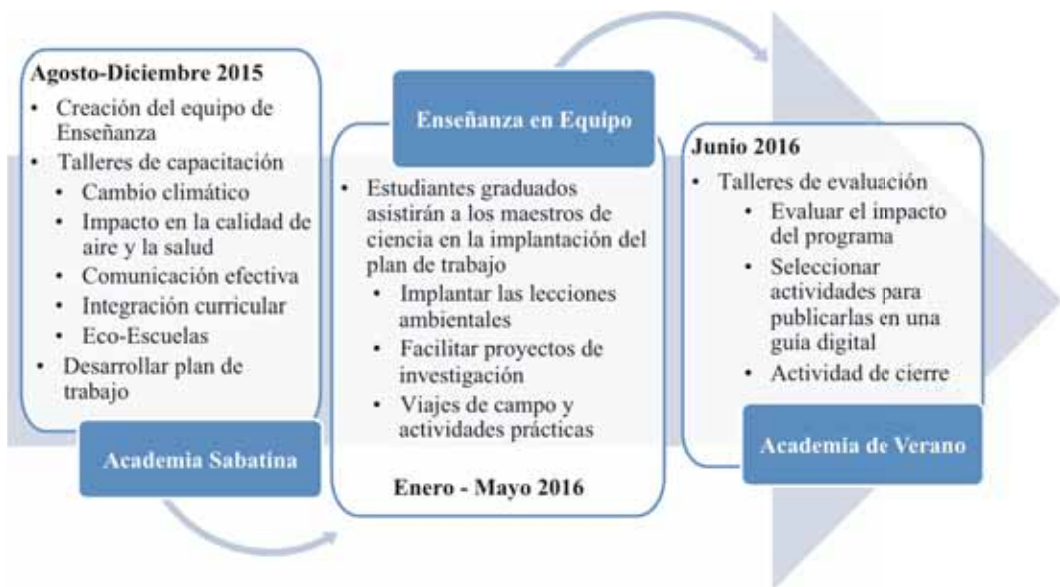 Agosto-Diciembre 2015
• Creación del equipo de
Enseñanza
• Talleres de capacitación
• Cambio climático
• Impacto en la calidad de
aire y la salud
• Comunicación efectiva
• Integración curricular
• Eco-Escuelas
• Desarrollar plan de
trabajo
Academia Sabatina
Enseñanza en Equipo
• Estudiantes graduados
asistirán a los maestros de
ciencia en la implantación del
plan de trabajo
• Implantar las lecciones
ambientales
• Facilitar proyectos de
investigación
• Viajes de campo y
actividades prácticas
Enero - Mayo 2016
Junio 2016
• Talleres de evaluación
• Evaluar el impacto
del programa
• Seleccionar
actividades para
publicarlas en una
guía digital
• Actividad de cierre
Academia de Verano